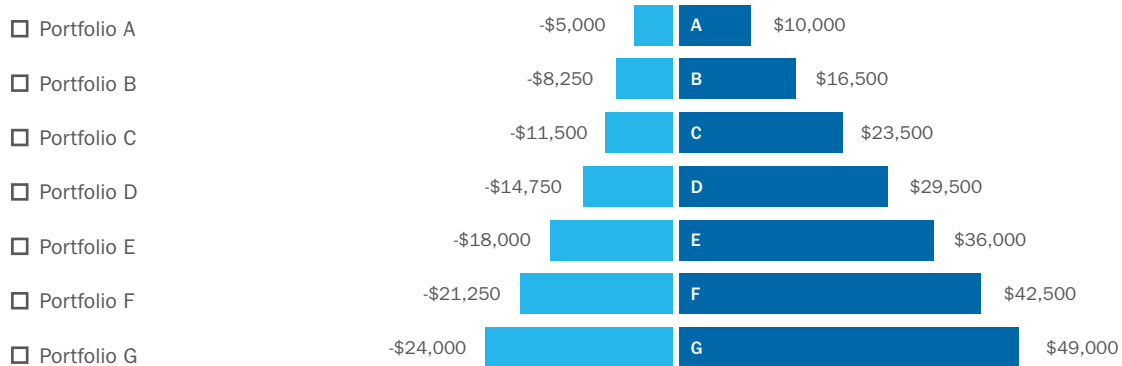 Portfolio A -$5,000 A $10,000
Portfolio B -$8,250 B $16,500
Portfolio C -$11,500 C $23,500
Portfolio D -$14,750 D $29,500
Portfolio E -$18,000 E $36,000
Portfolio F -$21,250 F $42,500
Portfolio G -$24,000 G $49,000